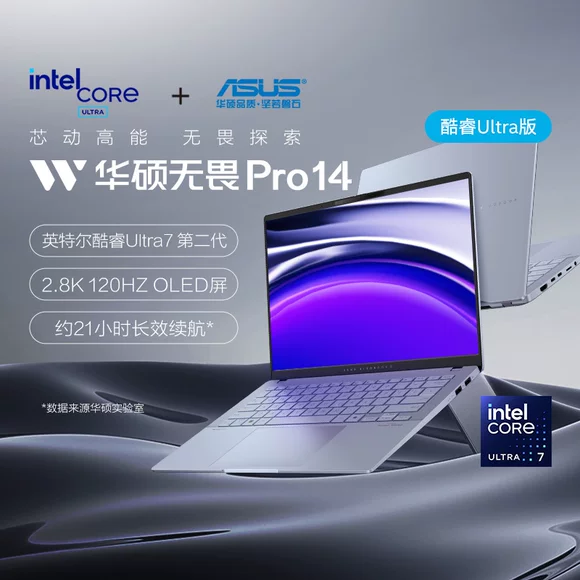 intel CORE ULTRA
+
ASUS
华硕品质·坚若磐石
芯动高能 无畏探索
酷睿Ultra版
华硕无畏Pro14
英特尔酷睿Ultra7 第二代
2.8K 120HZ OLED屏
约21小时长效续航*
*数据来源华硕实验室
intel CORE
ULTRA 7